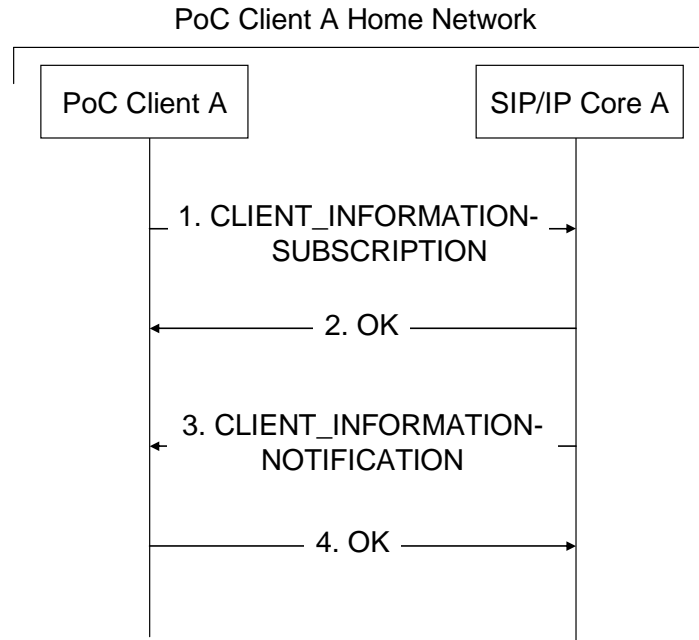 PoC Client A Home Network
PoC Client A
SIP/IP Core A
1. CLIENT_INFORMATION-
SUBSCRIPTION
2. OK
3. CLIENT_INFORMATION-
NOTIFICATION
4. OK